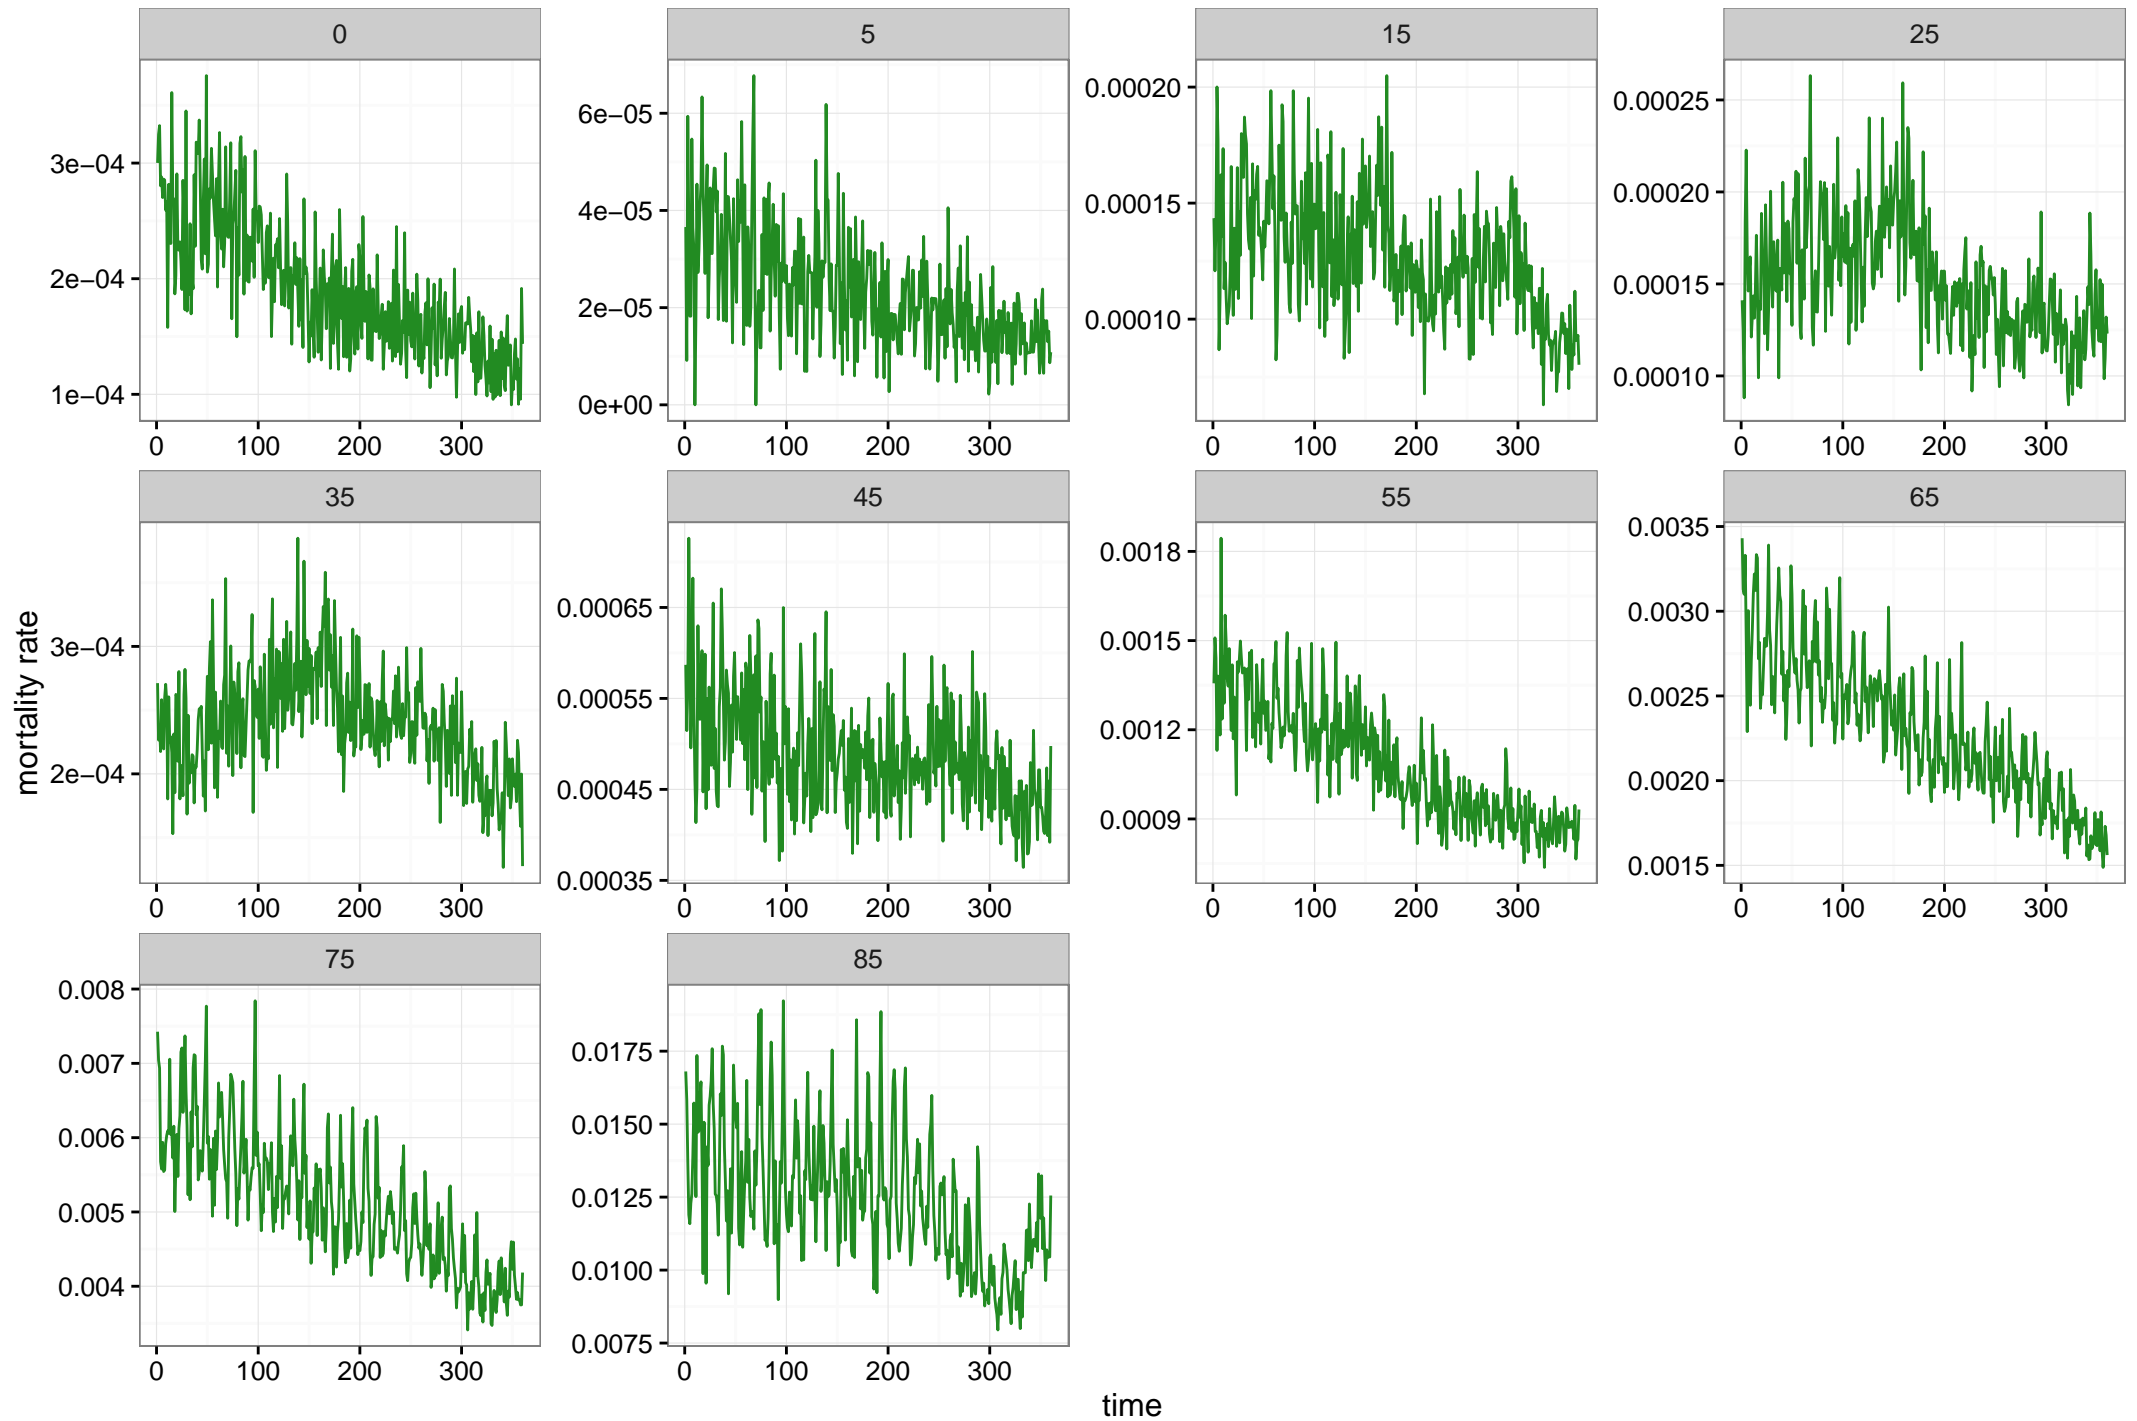 0 5 15 25
3e−04
2e−04
1e−04
6e−05
4e−05
2e−05
0e+00
0.00020
0.00015
0.00010
0.00025
0.00020
0.00015
0.00010
0 100 200 300 0 100 200 300 0 100 200 300 0 100 200 300
35 45 55 65
mortality rate
3e−04
2e−04
0.00065
0.00055
0.00045
0.00035
0.0018
0.0015
0.0012
0.0009
0.0035
0.0030
0.0025
0.0020
0.0015
0 100 200 300 0 100 200 300 0 100 200 300 0 100 200 300
75 85
0.008
0.007
0.006
0.005
0.004
0.0175
0.0150
0.0125
0.0100
0.0075
0 100 200 300 0 100 200 300
time